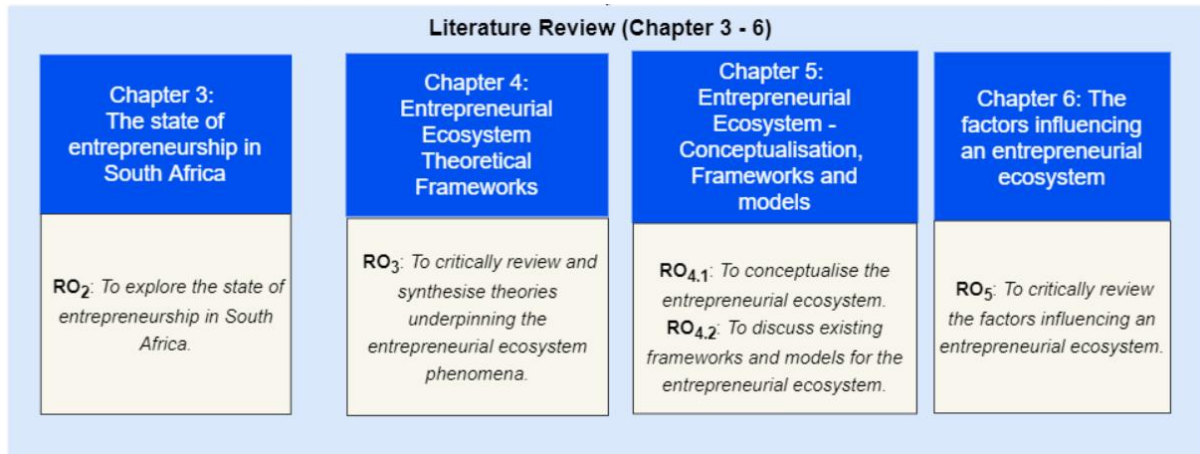 Literature Review (Chapter 3 - 6)
Chapter 3:
The state of
entrepreneurship in
South Africa
RO2: To explore the state of
entrepreneurship in South
Africa.
Chapter 4:
Entrepreneurial
Ecosystem
Theoretical
Frameworks
RO3: To critically review and
synthesise theories
underpinning the
entrepreneurial ecosystem
phenomena.
Chapter 5:
Entrepreneurial
Ecosystem -
Conceptualisation,
Frameworks and
models
RO4.1: To conceptualise the
entrepreneurial ecosystem.
RO4.2: To discuss existing
frameworks and models for the
entrepreneurial ecosystem.
Chapter 6: The
factors influencing
an entrepreneurial
ecosystem
RO5: To critically review
the factors influencing an
entrepreneurial ecosystem.